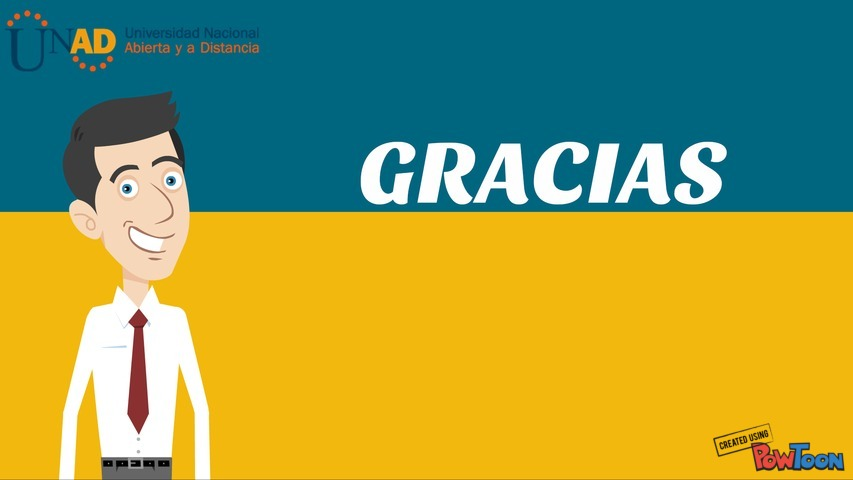 UNAD
Universidad Nacional
Abierta y a Distancia
GRACIAS
CREATED USING
POWTOON